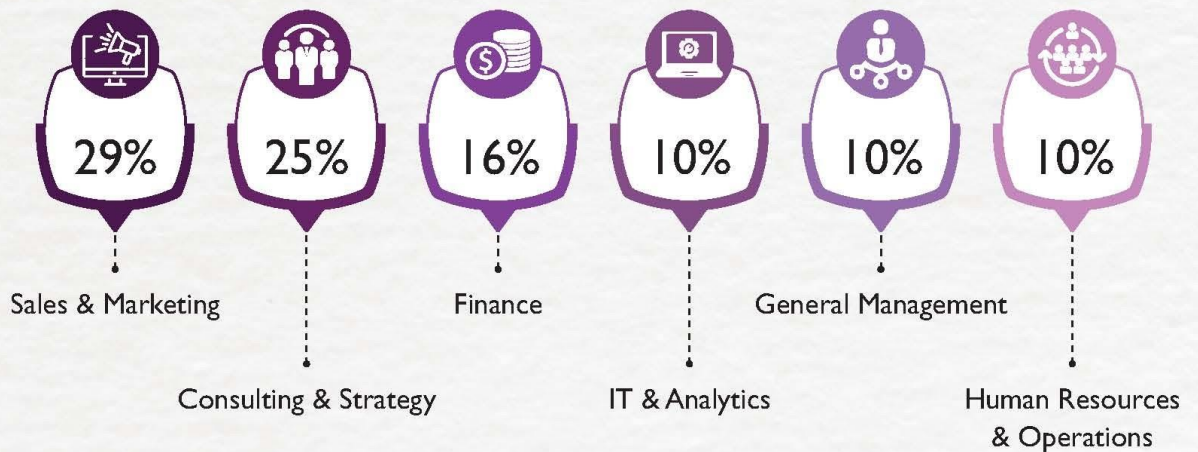 29%
25%
16%
10%
10%
10%
Sales & Marketing
Finance
General Management
Consulting & Strategy
IT & Analytics
Human Resources
& Operations